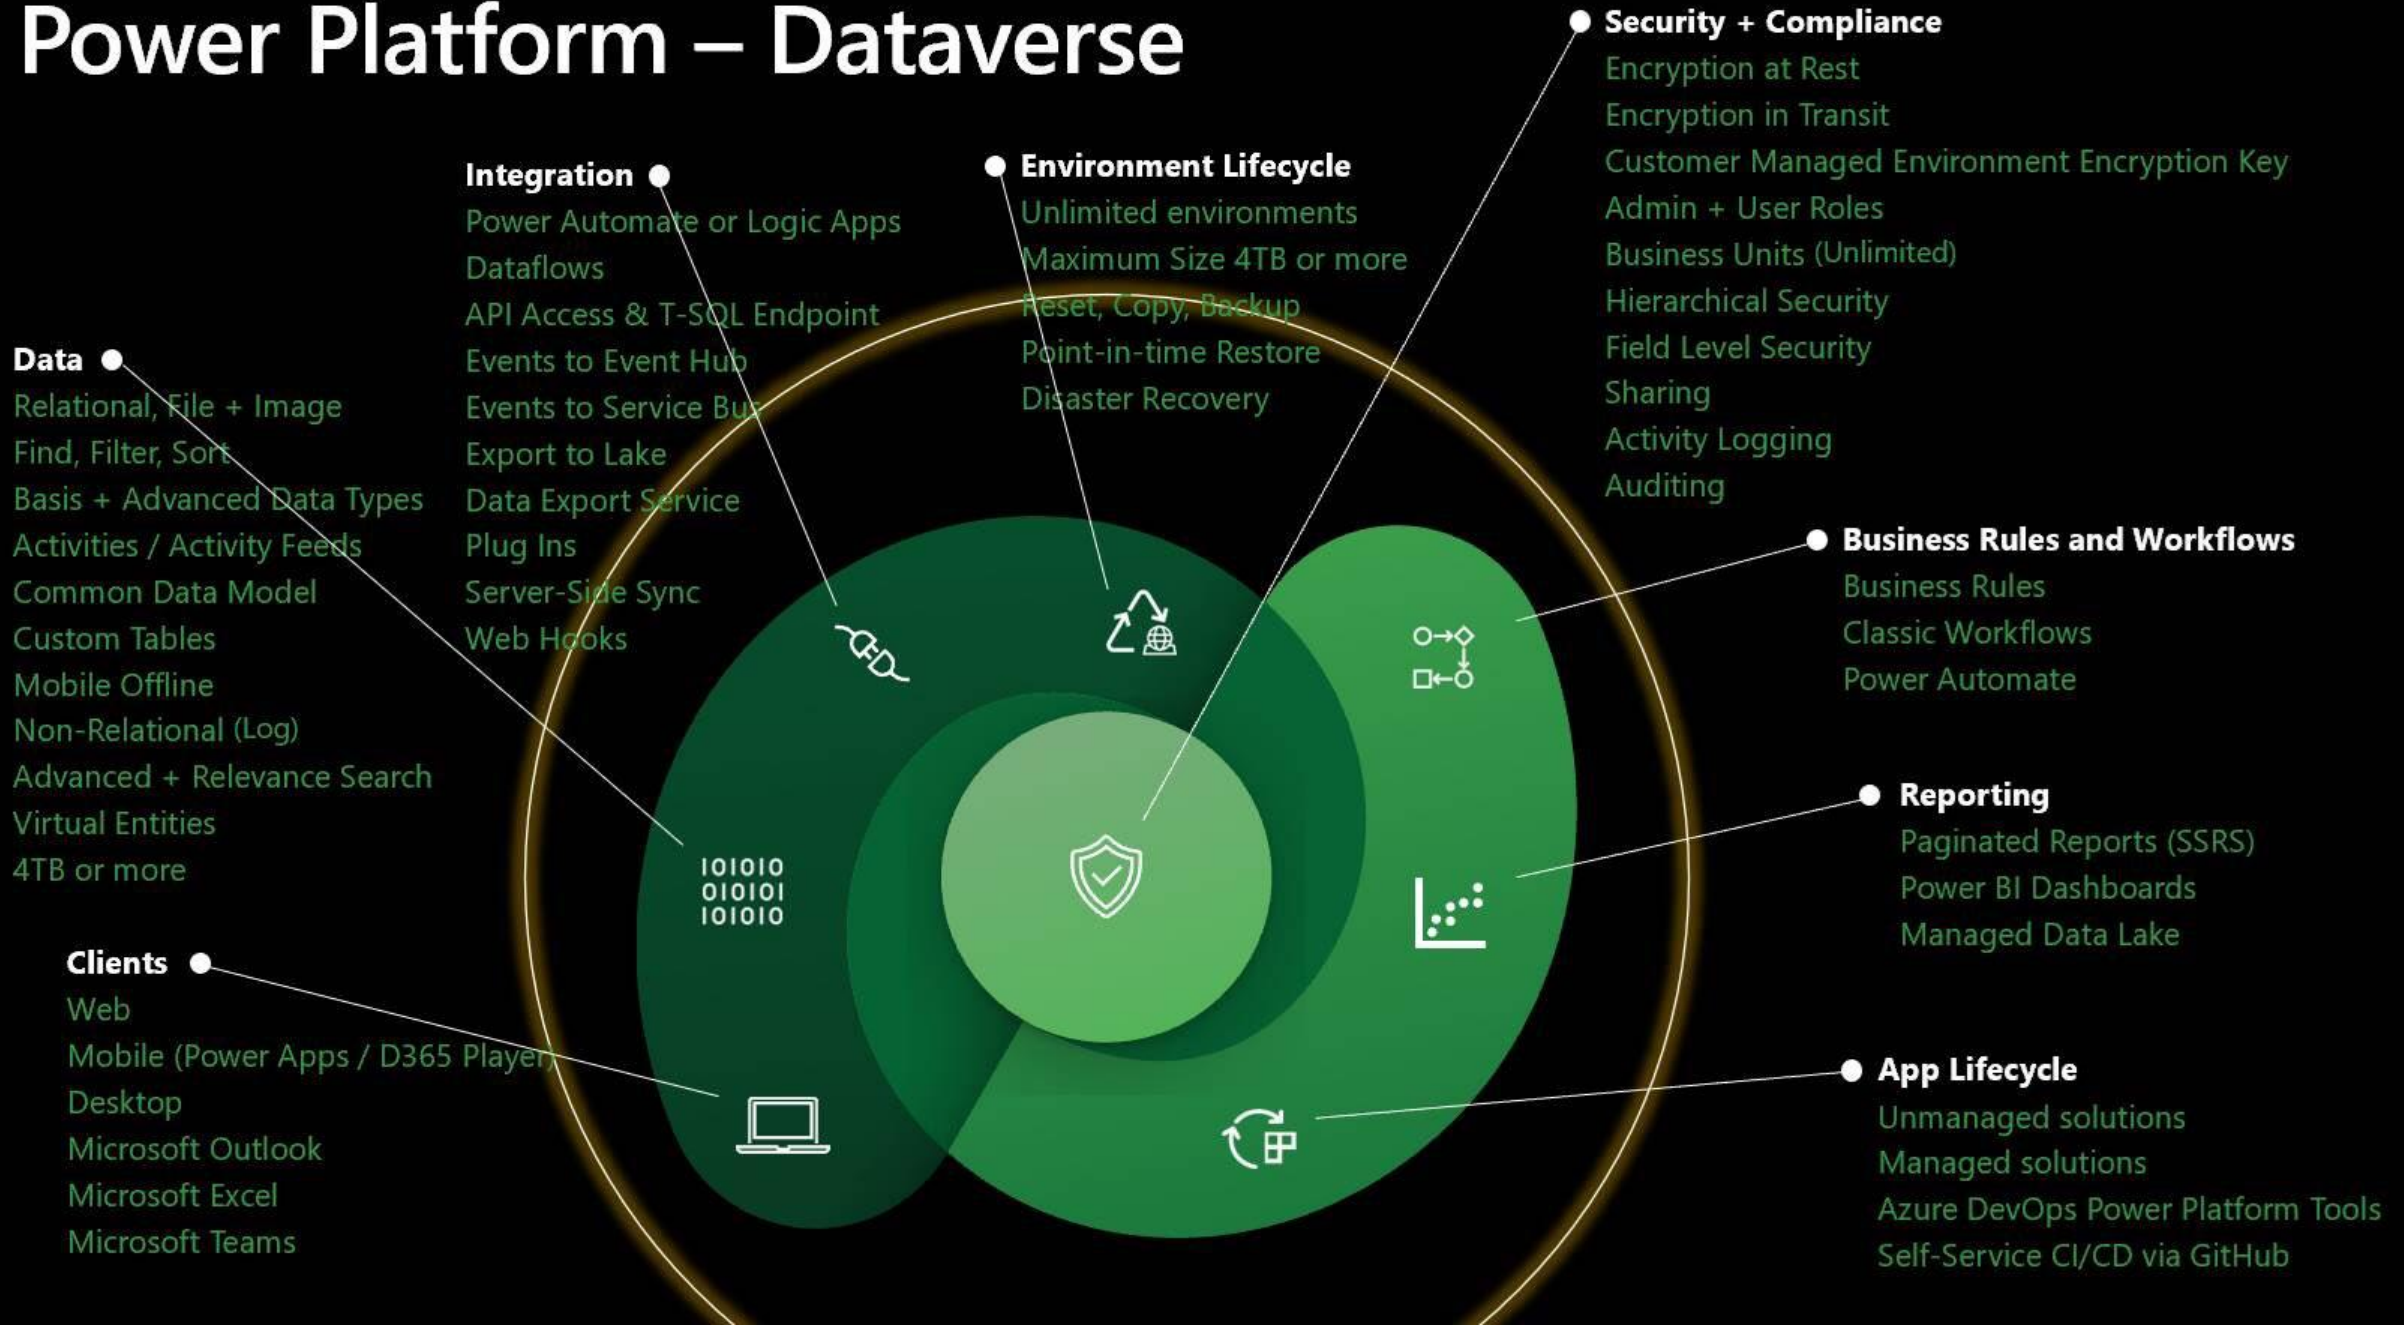 Power Platform – Dataverse
Security + Compliance
Encryption at Rest
Encryption in Transit
Customer Managed Environment Encryption Key
Admin + User Roles
Business Units (Unlimited)
Hierarchical Security
Field Level Security
Sharing
Activity Logging
Auditing
Environment Lifecycle
Unlimited environments
Maximum Size 4TB or more
Reset, Copy, Backup
Point-in-time Restore
Disaster Recovery
Integration
Power Automate or Logic Apps
Dataflows
API Access & T-SQL Endpoint
Events to Event Hub
Events to Service Bus
Export to Lake
Data Export Service
Plug Ins
Server-Side Sync
Web Hooks
Data
Relational, File + Image
Find, Filter, Sort
Basis + Advanced Data Types
Activities / Activity Feeds
Common Data Model
Custom Tables
Mobile Offline
Non-Relational (Log)
Advanced + Relevance Search
Virtual Entities
4TB or more
Business Rules and Workflows
Business Rules
Classic Workflows
Power Automate
Reporting
Paginated Reports (SSRS)
Power BI Dashboards
Managed Data Lake
101010
010101
101010
Clients
Web
Mobile (Power Apps / D365 Player)
Desktop
Microsoft Outlook
Microsoft Excel
Microsoft Teams
App Lifecycle
Unmanaged solutions
Managed solutions
Azure DevOps Power Platform Tools
Self-Service CI/CD via GitHub